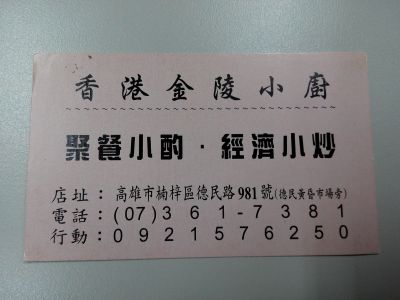 香港金陵小廚
聚餐小酌．經濟小炒
店址：高雄市楠梓區德民路981號(德民黃昏市場旁)
電話：(07)361-7381
行動：0921576250